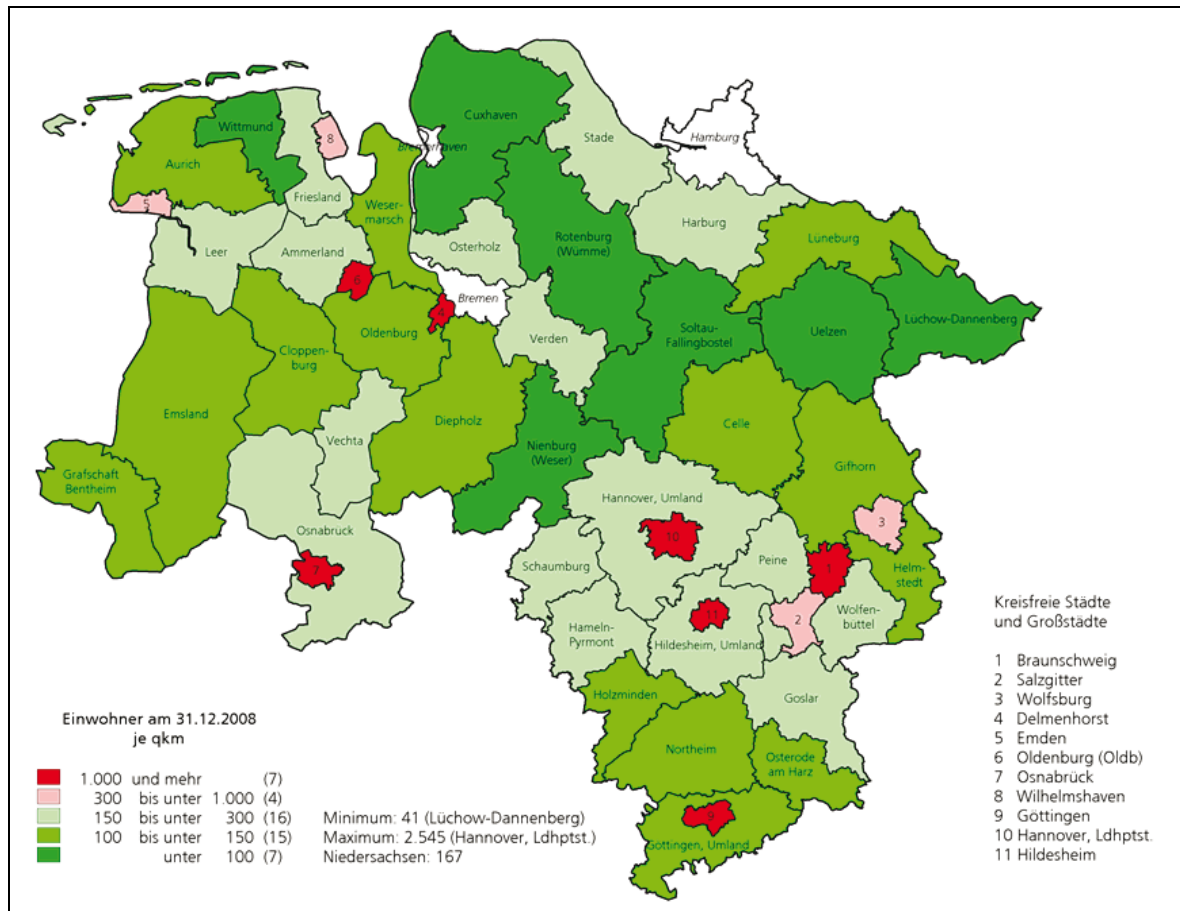 Cuxhaven
Wittmund
Stade
Hamburg
8
Bremerhaven
Aurich
Friesland
Weser-
marsch
5
Harburg
Lüneburg
Rotenburg
(Wümme)
Osterholz
Leer
Ammerland
6
Bremen
4
Oldenburg
Verden
Soltau-
Fallingbostel
Uelzen
Lüchow-Dannenberg
Cloppen-
burg
Emsland
Vechta
Diepholz
Celle
Nienburg
(Weser)
Gifhorn
Grafschaft
Bentheim
Hannover, Umland
3
Osnabrück
10
7
Schaumburg
Peine
1
Helm-
stedt
11
2
Wolfen-
büttel
Hameln-
Pyrmont
Hildesheim, Umland
Holzminden
Goslar
Northeim
Osterode
am Harz
9
Göttingen, Umland
Kreisfreie Städte
und Großstädte
1 Braunschweig
2 Salzgitter
3 Wolfsburg
4 Delmenhorst
5 Emden
6 Oldenburg (Oldb)
7 Osnabrück
8 Wilhelmshaven
9 Göttingen
10 Hannover, Ldhptst.
11 Hildesheim
Einwohner am 31.12.2008
je qkm
1.000 und mehr (7)
300 bis unter 1.000 (4)
150 bis unter 300 (16)
100 bis unter 150 (15)
unter 100 (7)
Minimum: 41 (Lüchow-Dannenberg)
Maximum: 2.545 (Hannover, Ldhptst.)
Niedersachsen: 167